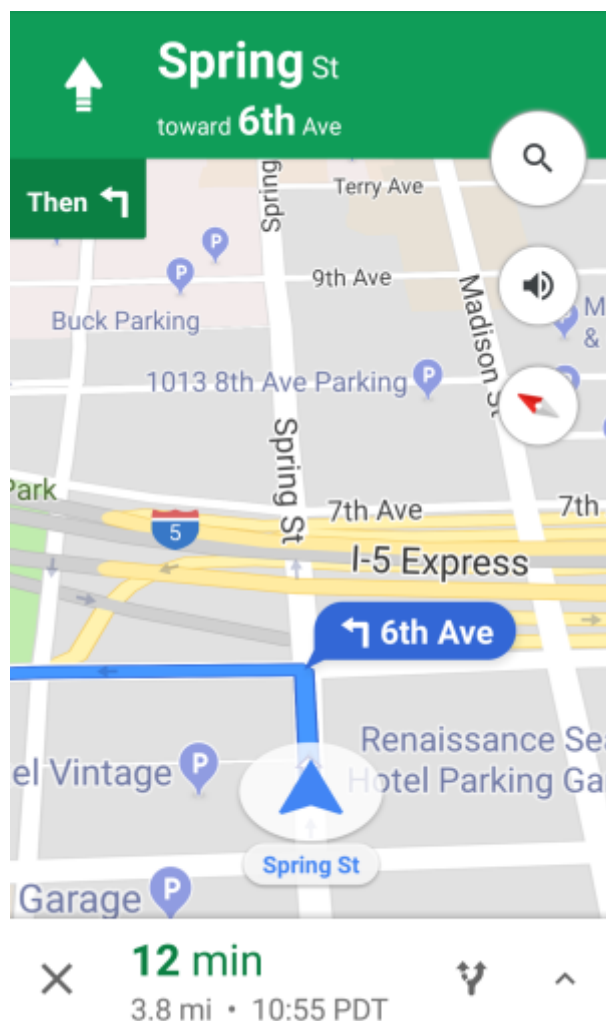 Spring St
toward 6th Ave
Then
Spring
Terry Ave
9th Ave
Madison St
Buck Parking
M
&
1013 8th Ave Parking
Spring St
Park
7th Ave
7th
5
I-5 Express
6th Ave
Renaissance Sea
Hotel Parking Ga
el Vintage
Spring St
Garage
12 min
3.8 mi • 10:55 PDT